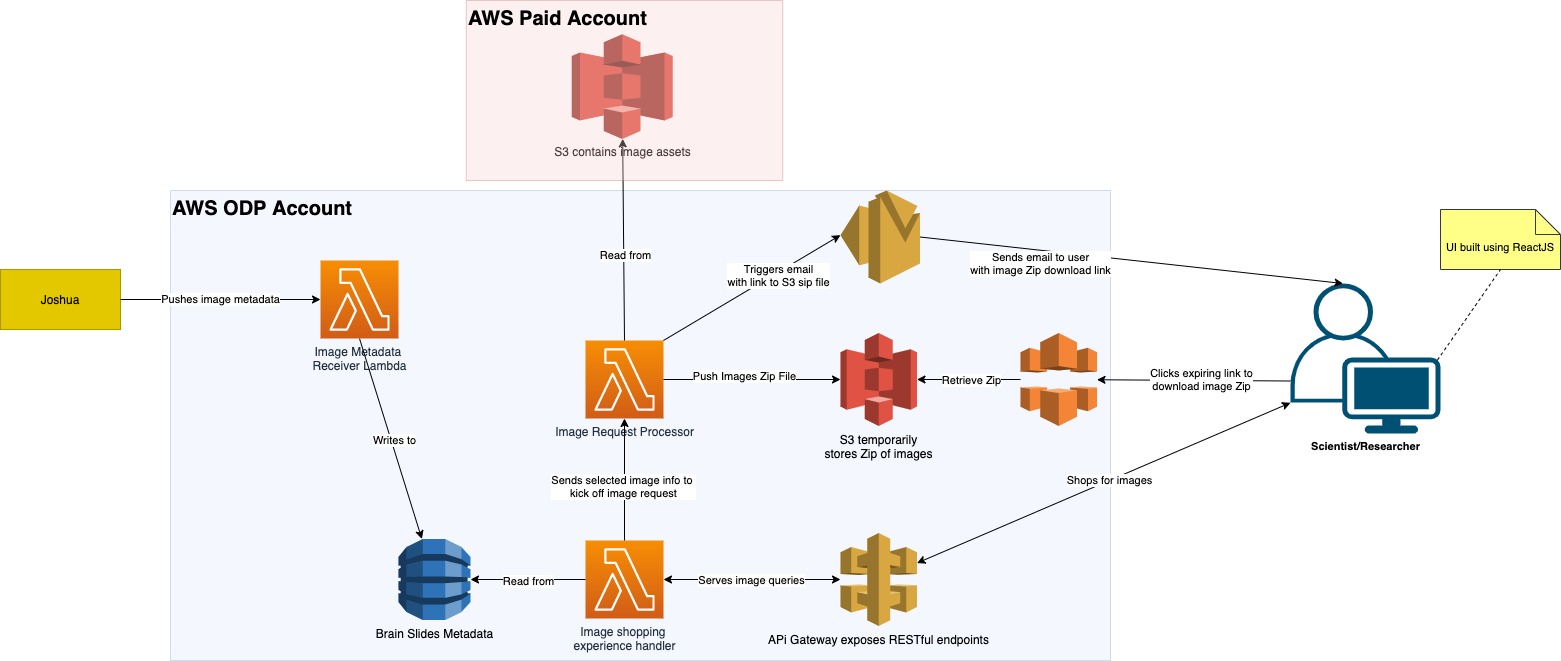 AWS Paid Account
S3 contains image assets
AWS ODP Account
UI built using ReactJS
Read from
Triggers email
with link to S3 sip file
Sends email to user
with image Zip download link
Joshua
Pushes image metadata
Image Metadata
Receiver Lambda
Push Images Zip File
Retrieve Zip
Clicks expiring link to
download image Zip
Image Request Processor
S3 temporarily
stores Zip of images
Scientist/Researcher
Writes to
Sends selected image info to
kick off image request
Shops for images
Read from
Serves image queries
Brain Slides Metadata
Image shopping
experience handler
APi Gateway exposes RESTful endpoints